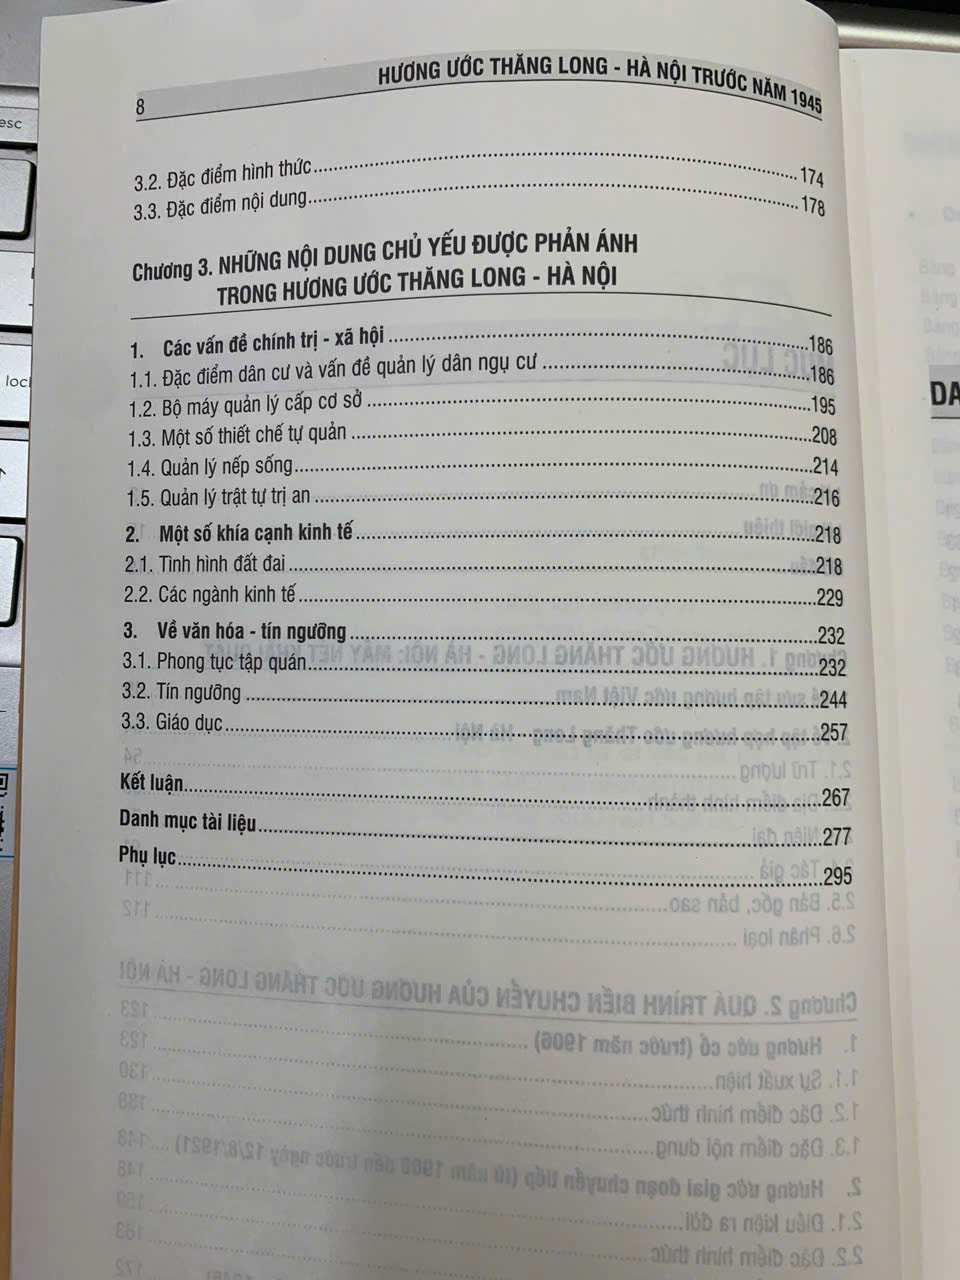 8
HƯƠNG ƯỚC THĂNG LONG - HÀ NỘI TRƯỚC NĂM 1945
3.2. Đặc điểm hình thức 174
3.3. Đặc điểm nội dung 178
Chương 3. NHỮNG NỘI DUNG CHỦ YẾU ĐƯỢC PHẢN ÁNH
TRONG HƯƠNG ƯỚC THĂNG LONG - HÀ NỘI
1. Các vấn đề chính trị - xã hội 186
1.1. Đặc điểm dân cư và vấn đề quản lý dân ngụ cư 186
1.2. Bộ máy quản lý cấp cơ sở 195
1.3. Một số thiết chế tự quản 208
1.4. Quản lý nếp sống 214
1.5. Quản lý trật tự trị an 216
2. Một số khía cạnh kinh tế 218
2.1. Tình hình đất đai 218
2.2. Các ngành kinh tế 229
3. Về văn hóa - tín ngưỡng 232
3.1. Phong tục tập quán 232
3.2. Tín ngưỡng 244
3.3. Giáo dục 257
Kết luận 267
Danh mục tài liệu 277
Phụ lục 295
esc
lock
DA